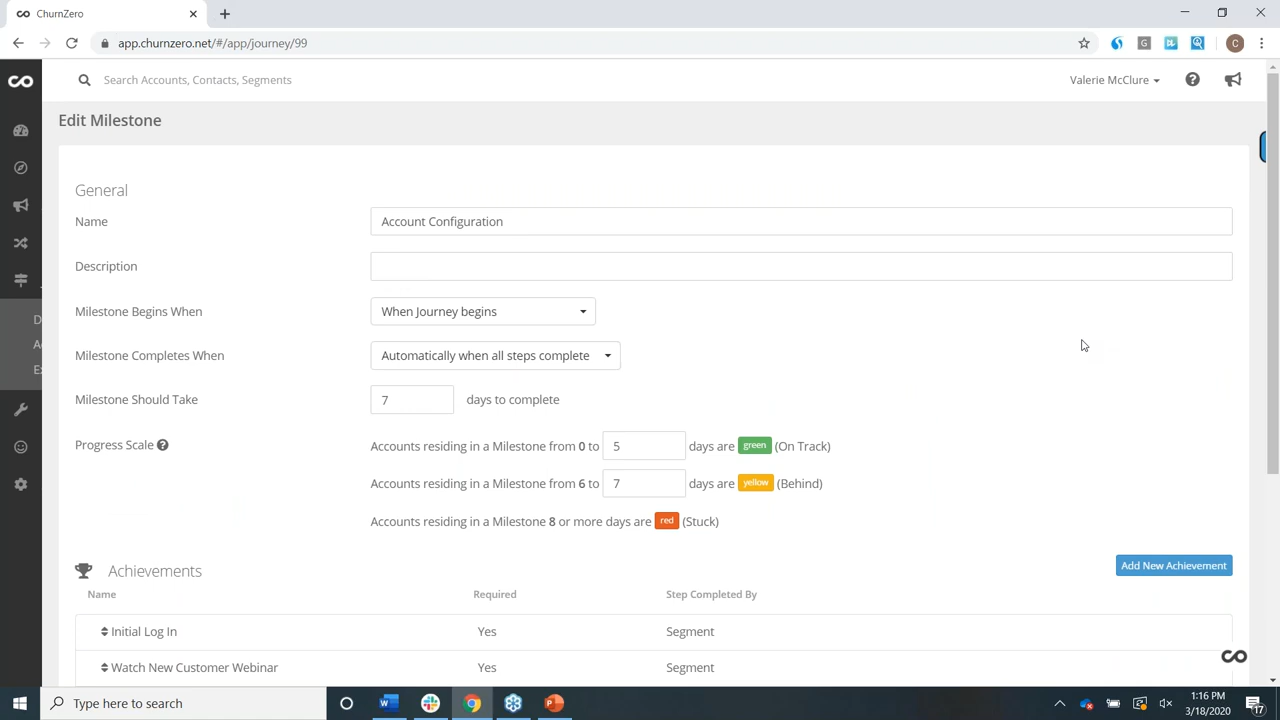 ChurnZero
app.churnzero.net/#/app/journey/99
Search Accounts, Contacts, Segments
Valerie McClure
Edit Milestone
General
Name
Account Configuration
Description
Milestone Begins When
When Journey begins
Milestone Completes When
Automatically when all steps complete
Milestone Should Take
7 days to complete
Progress Scale
Accounts residing in a Milestone from 0 to 5 days are green (On Track)
Accounts residing in a Milestone from 6 to 7 days are yellow (Behind)
Accounts residing in a Milestone 8 or more days are red (Stuck)
Achievements
Add New Achievement
Name Required Step Completed By
Initial Log In Yes Segment
Watch New Customer Webinar Yes Segment
Type here to search
1:16 PM
3/18/2020
17